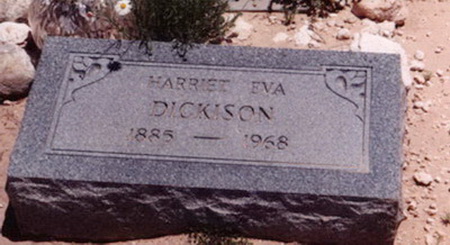 HARRIET EVA
DICKISON
1885 — 1968